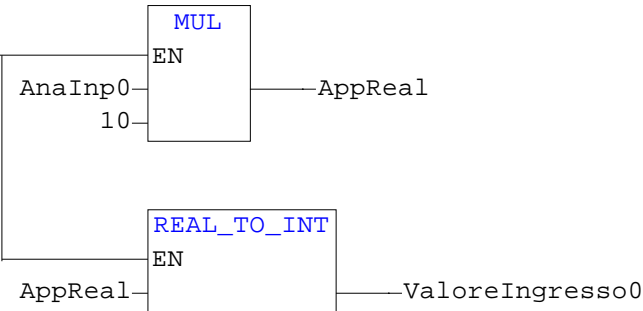 MUL
EN
AnaInp0
AppReal
10
REAL_TO_INT
EN
AppReal
ValoreIngresso0